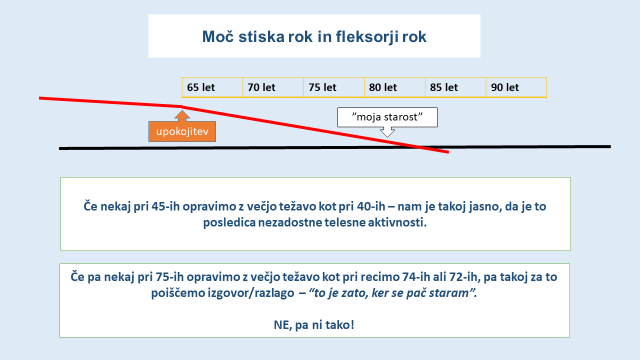 Moč stiska rok in fleksorji rok
65 let 70 let 75 let 80 let 85 let 90 let
upokojitev
"moja starost"
Če nekaj pri 45-ih opravimo z večjo težavo kot pri 40-ih – nam je takoj jasno, da je to
posledica nezadostne telesne aktivnosti.
Če pa nekaj pri 75-ih opravimo z večjo težavo kot pri recimo 74-ih ali 72-ih, pa takoj za to
poiščemo izgovor/razlago – "to je zato, ker se pač staram".
NE, pa ni tako!